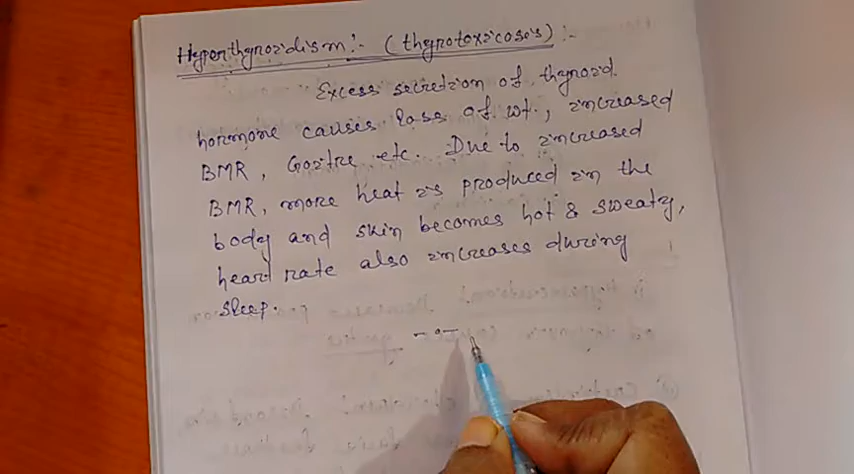 Hyperthyroidism:- (thyrotoxicosis):-
Excess secretion of thyroid
hormone causes loss of wt, increased
BMR, Goitre etc. Due to increased
BMR, more heat is produced in the
body and skin becomes hot & sweaty,
heart rate also increases during
sleep.